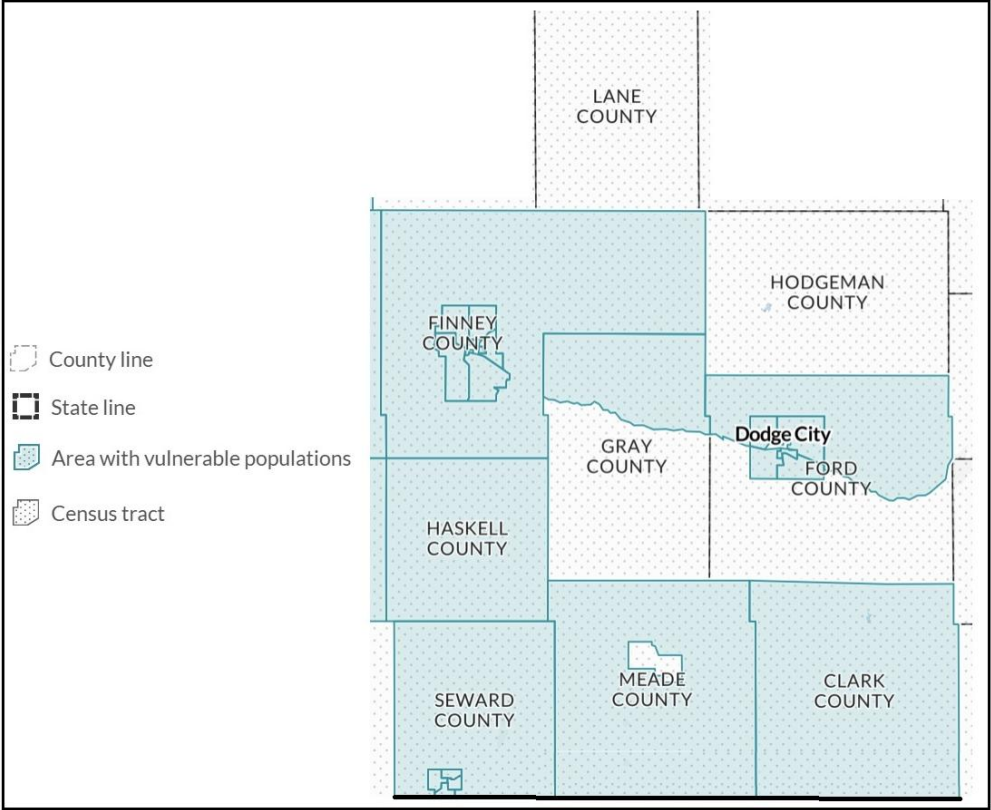 LANE
COUNTY
HODGEMAN
COUNTY
FINNEY
COUNTY
County line
State line
Dodge City
GRAY
COUNTY
Area with vulnerable populations
FORD
COUNTY
Census tract
HASKELL
COUNTY
MEADE
COUNTY
CLARK
COUNTY
SEWARD
COUNTY